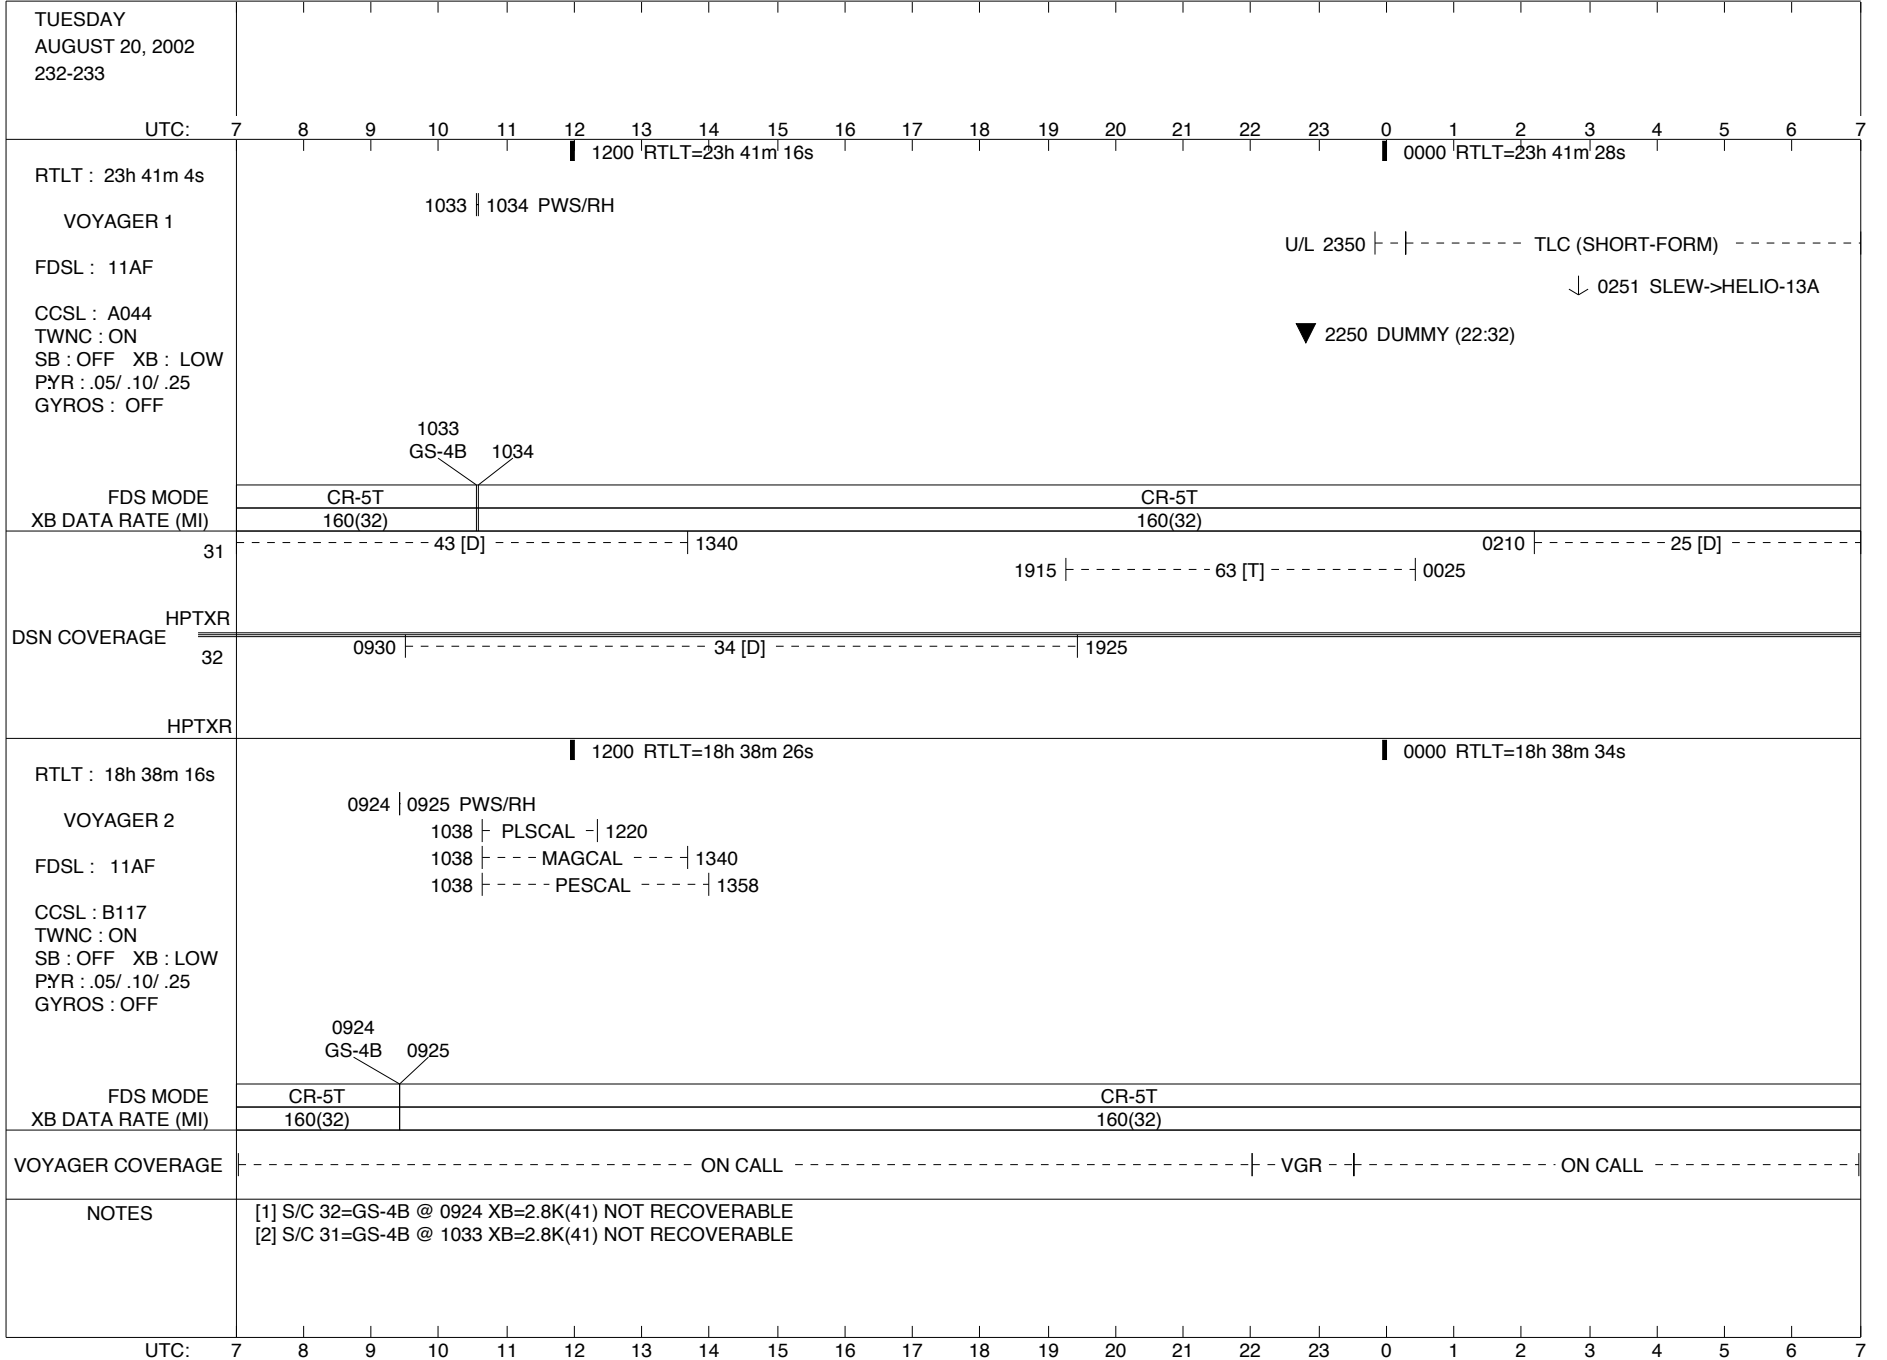 TUESDAY
AUGUST 20, 2002
232-233
UTC: 7 8 9 10 11 12 13 14 15 16 17 18 19 20 21 22 23 0 1 2 3 4 5 6 7
1200 RTLT=23h 41m 16s 0000 RTLT=23h 41m 28s
RTLT : 23h 41m 4s
1033 1034 PWS/RH
VOYAGER 1
U/L 2350 TLC (SHORT-FORM)
FDSL : 11AF
0251 SLEW->HELIO-13A
CCSL : A044
TWNC : ON
2250 DUMMY (22:32)
SB : OFF XB : LOW
P:YR : .05/ .10/ .25
GYROS : OFF
1033
GS-4B 1034
FDS MODE CR-5T CR-5T
XB DATA RATE (MI) 160(32) 160(32)
31 43 [D] 1340 0210 25 [D]
1915 63 [T] 0025
HPTXR
DSN COVERAGE
32 0930 34 [D] 1925
HPTXR
1200 RTLT=18h 38m 26s 0000 RTLT=18h 38m 34s
RTLT : 18h 38m 16s
0924 0925 PWS/RH
VOYAGER 2
1038 PLSCAL 1220
1038 MAGCAL 1340
FDSL : 11AF
1038 PESCAL 1358
CCSL : B117
TWNC : ON
SB : OFF XB : LOW
P:YR : .05/ .10/ .25
GYROS : OFF
0924
GS-4B 0925
FDS MODE CR-5T CR-5T
XB DATA RATE (MI) 160(32) 160(32)
VOYAGER COVERAGE ON CALL VGR ON CALL
NOTES [1] S/C 32=GS-4B @ 0924 XB=2.8K(41) NOT RECOVERABLE
[2] S/C 31=GS-4B @ 1033 XB=2.8K(41) NOT RECOVERABLE
UTC: 7 8 9 10 11 12 13 14 15 16 17 18 19 20 21 22 23 0 1 2 3 4 5 6 7